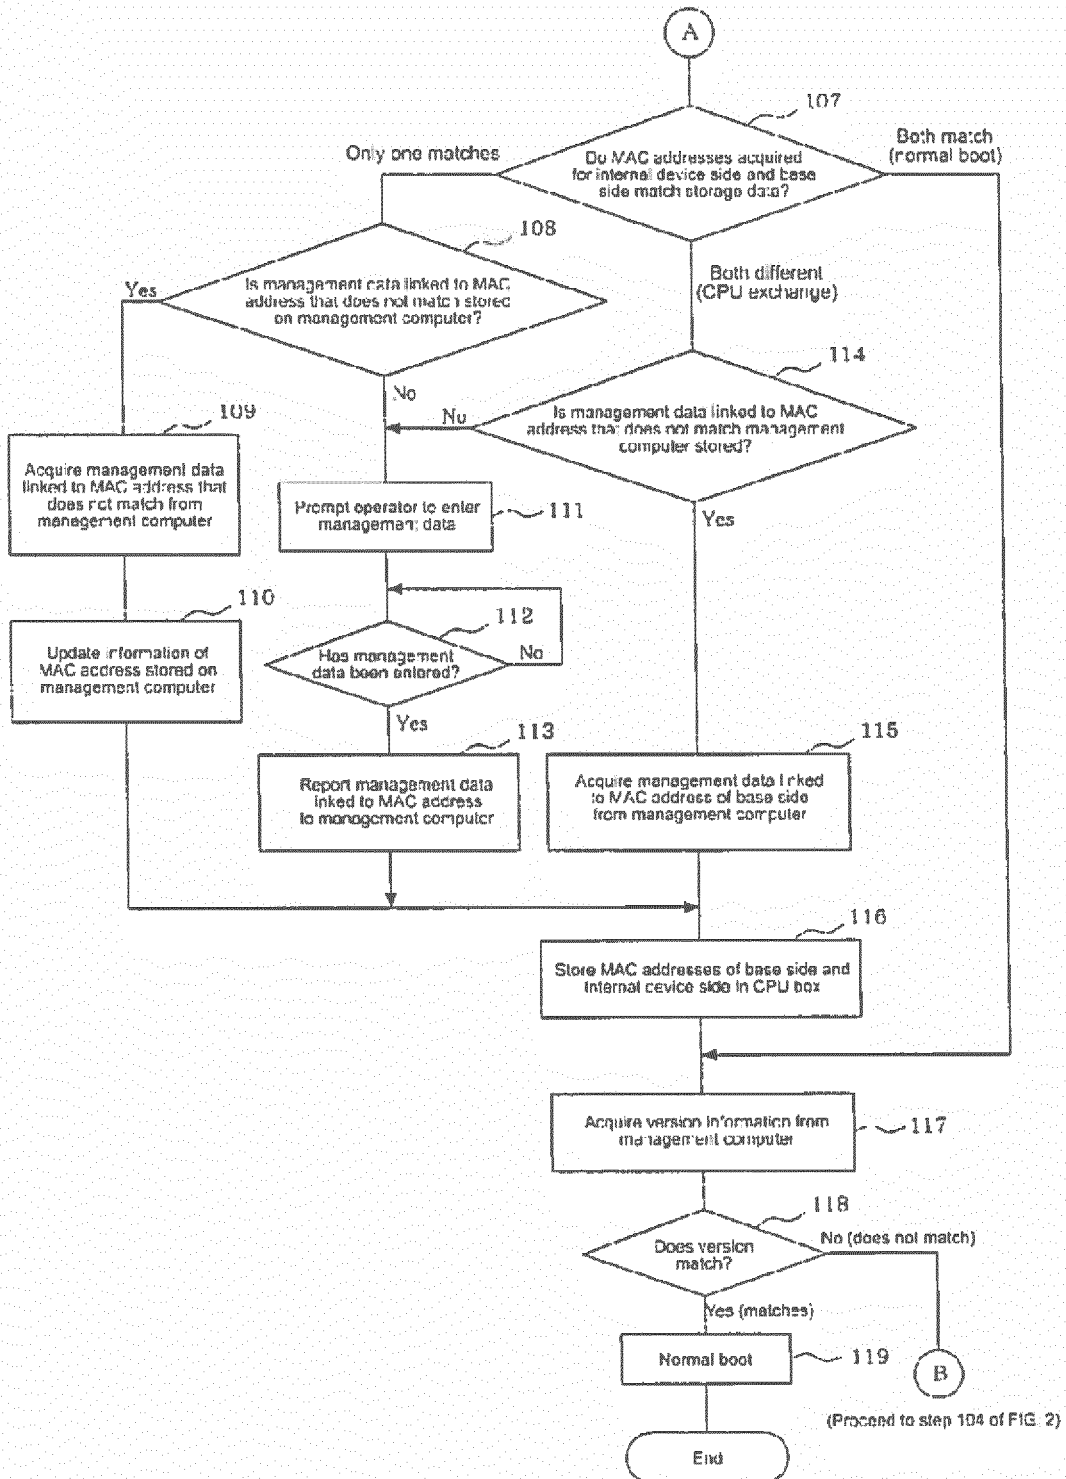 A
107
Only one matches
Both match
(normal boot)
Do MAC addresses acquired
for internal device side and base
side match storage data?
108
Both different
(CPU exchange)
Yes
Is management data linked to MAC
address that does not match stored
on management computer?
114
No
No
Is management data linked to MAC
address that does not match management
computer stored?
109
Acquire management data
linked to MAC address that
does not match from
management computer
Prompt operator to enter
management data
111
Yes
110
Update information of
MAC address stored on
management computer
112
Has management
data been entered?
No
Yes
113
Report management data
linked to MAC address
to management computer
115
Acquire management data linked
to MAC address of base side
from management computer
116
Store MAC addresses of base side and
internal device side in CPU box
Acquire version information from
management computer
117
118
Does version
match?
No (does not match)
Yes (matches)
Normal boot
119
B
(Proceed to step 104 of FIG. 2)
End